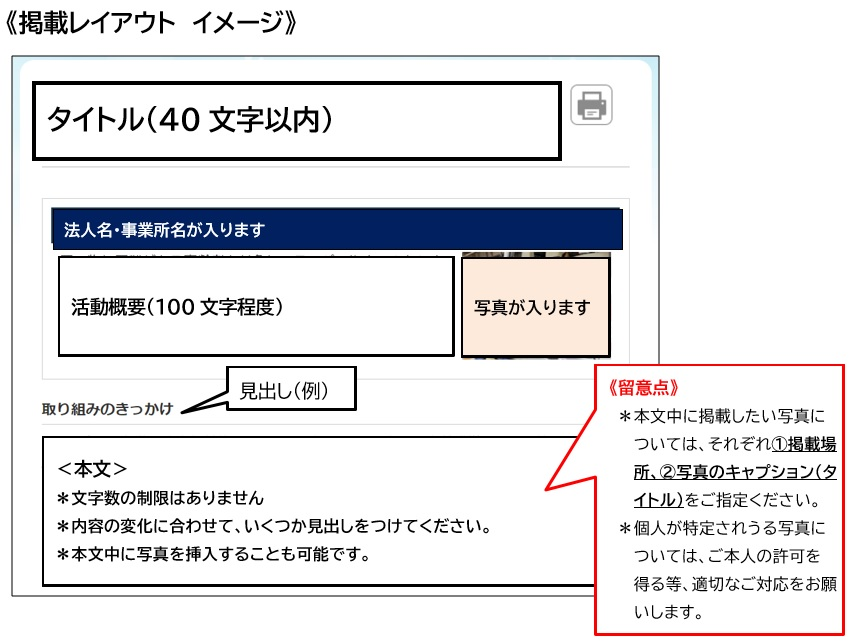 《掲載レイアウト　イメージ》
タイトル（40 文字以内）
法人名・事業所名が入ります
活動概要（100 文字程度）
写真が入ります
見出し（例）
取り組みのきっかけ
＜本文＞
＊文字数の制限はありません
＊内容の変化に合わせて、いくつか見出しをつけてください。
＊本文中に写真を挿入することも可能です。
《留意点》
＊本文中に掲載したい写真に
ついては、それぞれ①掲載場
所、②写真のキャプション（タ
イトル）をご指定ください。
＊個人が特定されうる写真に
ついては、ご本人の許可を
得る等、適切なご対応をお願
いします。